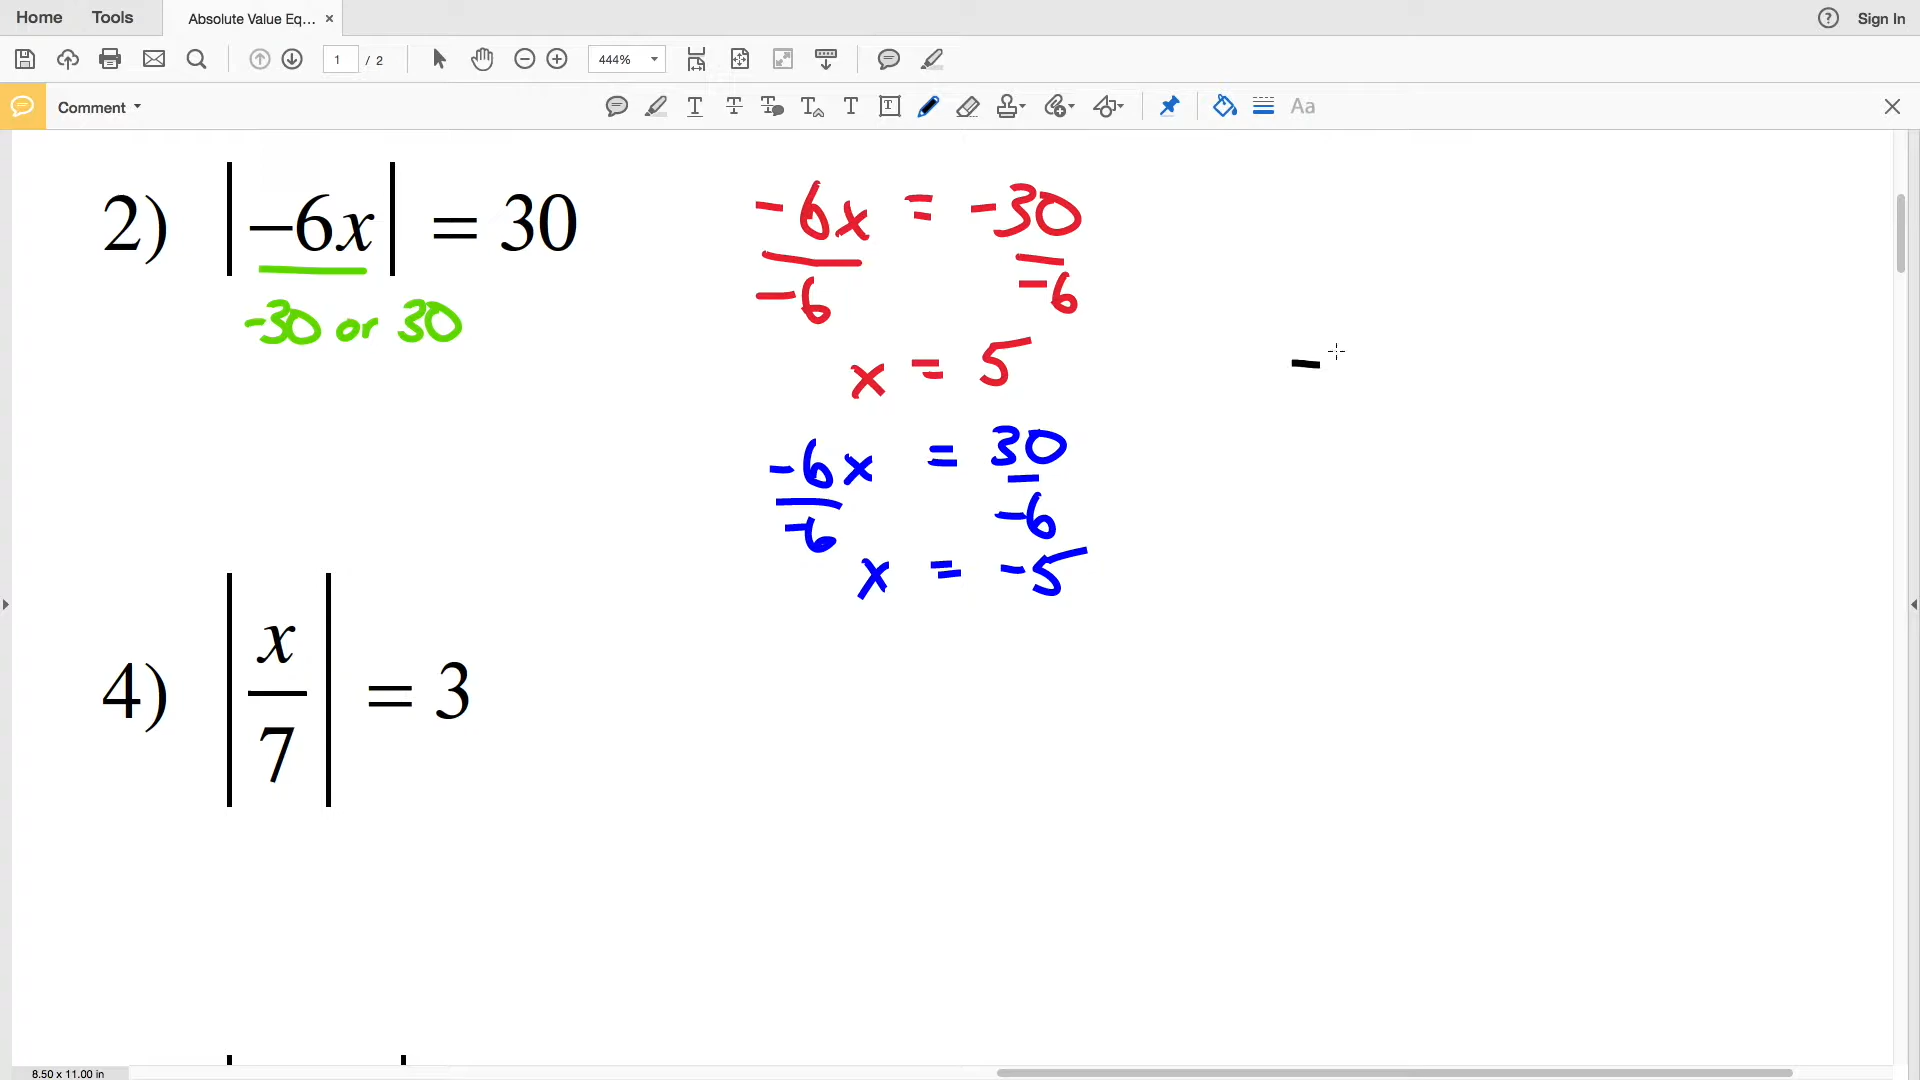 Home Tools Absolute Value Eq... × Sign In
1 / 2 444%
Comment Aa
2) |−6x| = 30
-30 or 30
-6x = -30
-6 -6
x = 5
-6x = 30
-6 -6
x = -5
-
4) |x/7| = 3
8.50 x 11.00 in